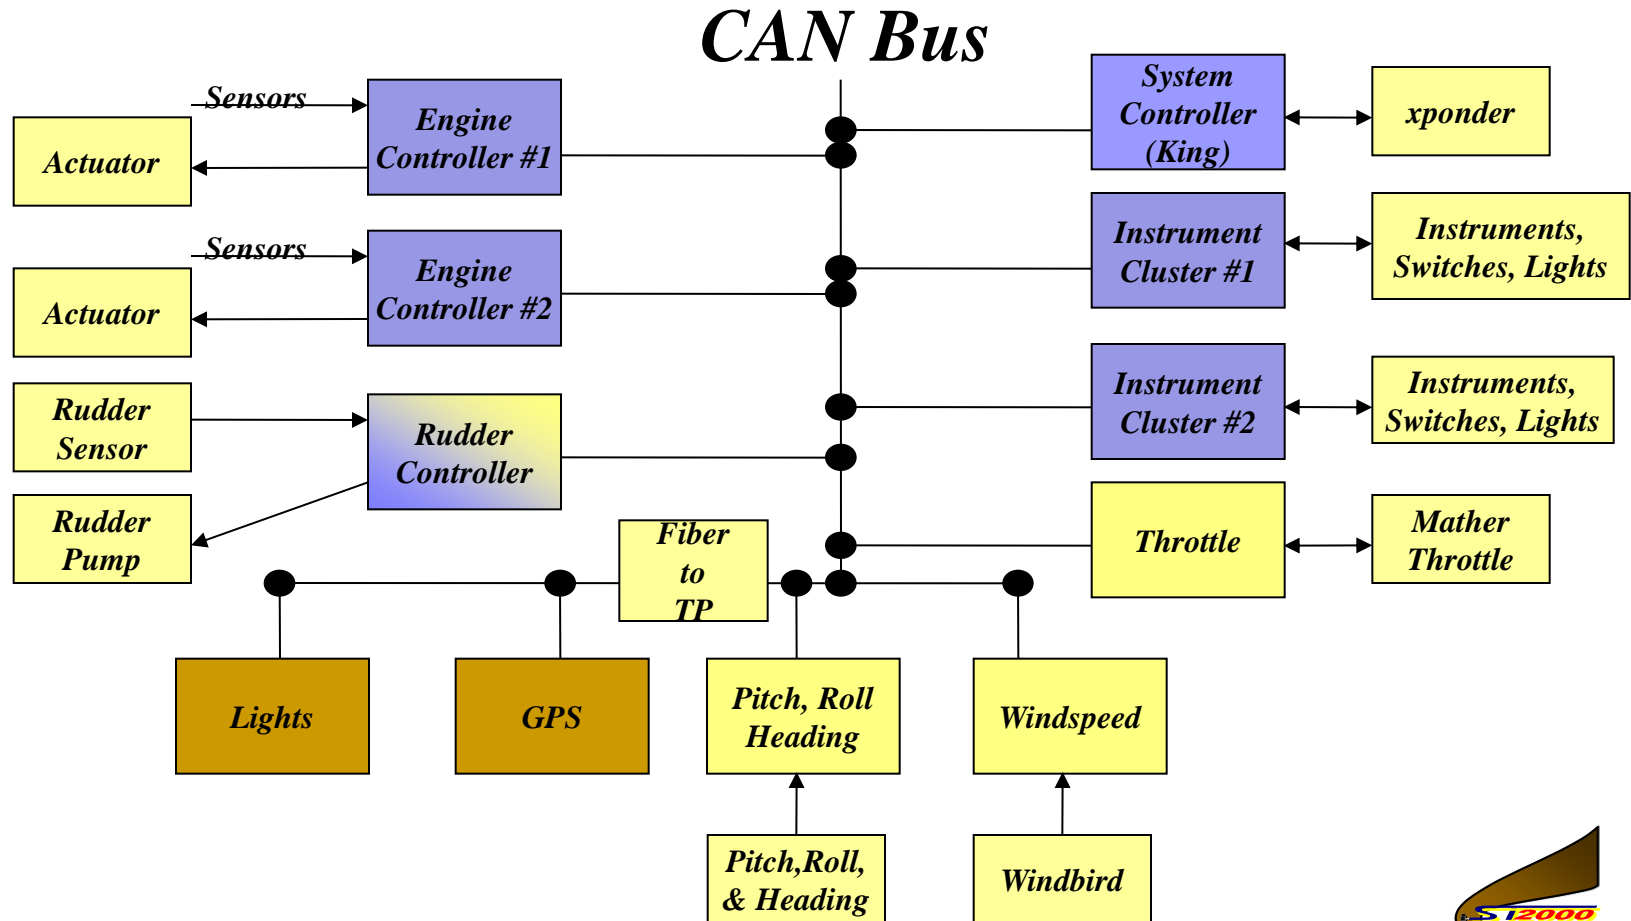 CAN Bus
Sensors
Actuator
Engine
Controller #1
System
Controller
(King)
xponder
Sensors
Actuator
Engine
Controller #2
Instrument
Cluster #1
Instruments,
Switches, Lights
Rudder
Sensor
Rudder
Controller
Instrument
Cluster #2
Instruments,
Switches, Lights
Rudder
Pump
Fiber
to
TP
Throttle
Mather
Throttle
Lights
GPS
Pitch, Roll
Heading
Windspeed
Pitch,Roll,
& Heading
Windbird
2000